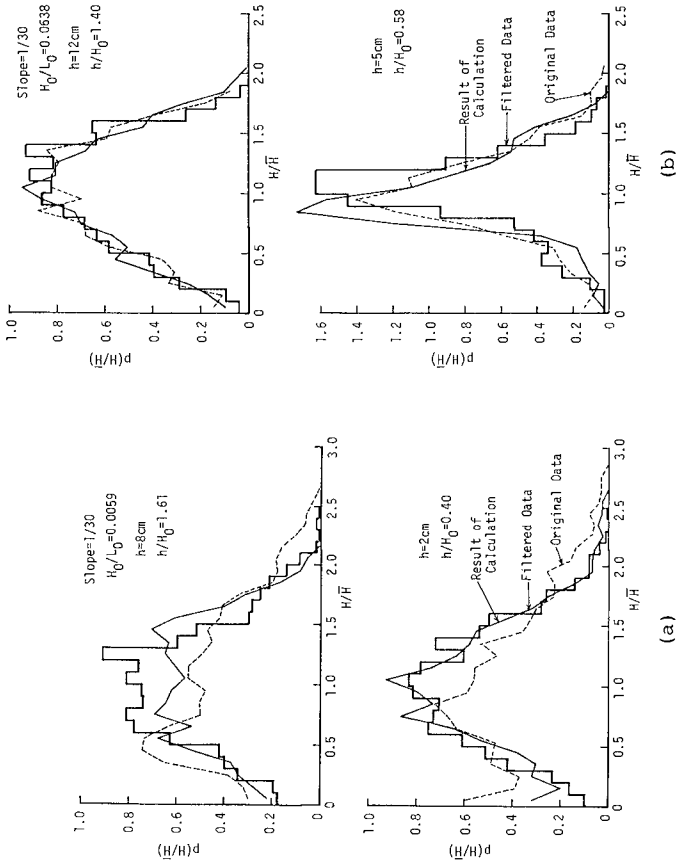 1.0
0.8
0.6
0.4
0.2
0
p(H/H̅)
Slope=1/30
H₀/L₀=0.0059
h=8cm
h/H₀=1.61
0
0.5
1.0
1.5
2.0
2.5
3.0
H/H̅
1.0
0.8
0.6
0.4
0.2
0
p(H/H̅)
h=2cm
h/H₀=0.40
Result of
Calculation
Filtered Data
Original Data
0
0.5
1.0
1.5
2.0
2.5
3.0
H/H̅
(a)
1.0
0.8
0.6
0.4
0.2
0
p(H/H̅)
Slope=1/30
H₀/L₀=0.0638
h=12cm
h/H₀=1.40
0
0.5
1.0
1.5
2.0
2.5
H/H̅
1.6
1.4
1.2
1.0
0.8
0.6
0.4
0.2
0
p(H/H̅)
h=5cm
h/H₀=0.58
Result of
Calculation
Filtered Data
Original Data
0
0.5
1.0
1.5
2.0
2.5
H/H̅
(b)